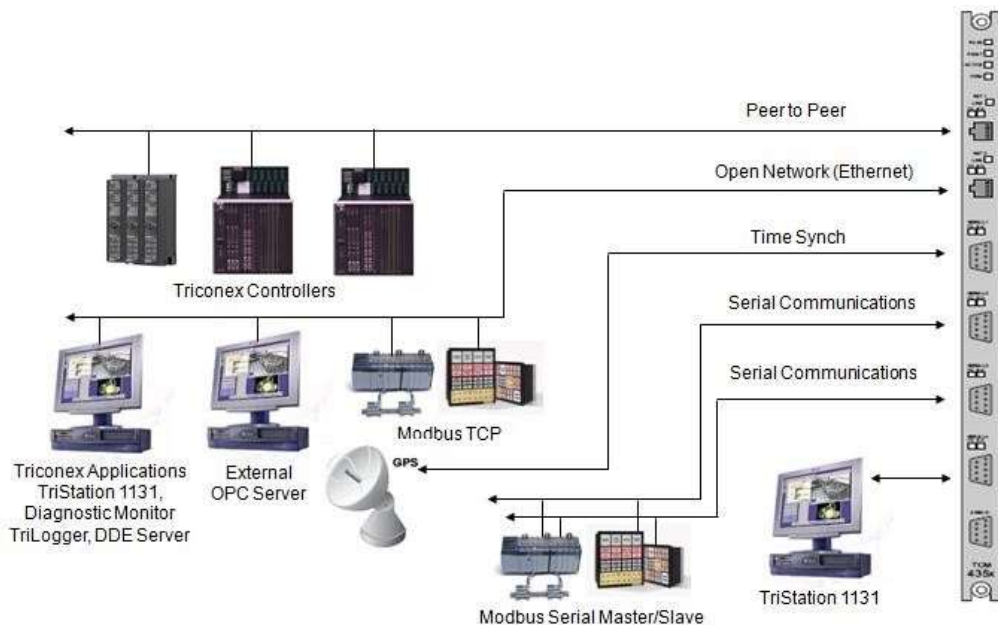 Peer to Peer
Open Network (Ethernet)
Time Synch
Triconex Controllers
Serial Communications
Serial Communications
Modbus TCP
Triconex Applications
TriStation 1131,
Diagnostic Monitor
TriLogger, DDE Server
External
OPC Server
GPS
Modbus Serial Master/Slave
TriStation 1131
TCM
435x